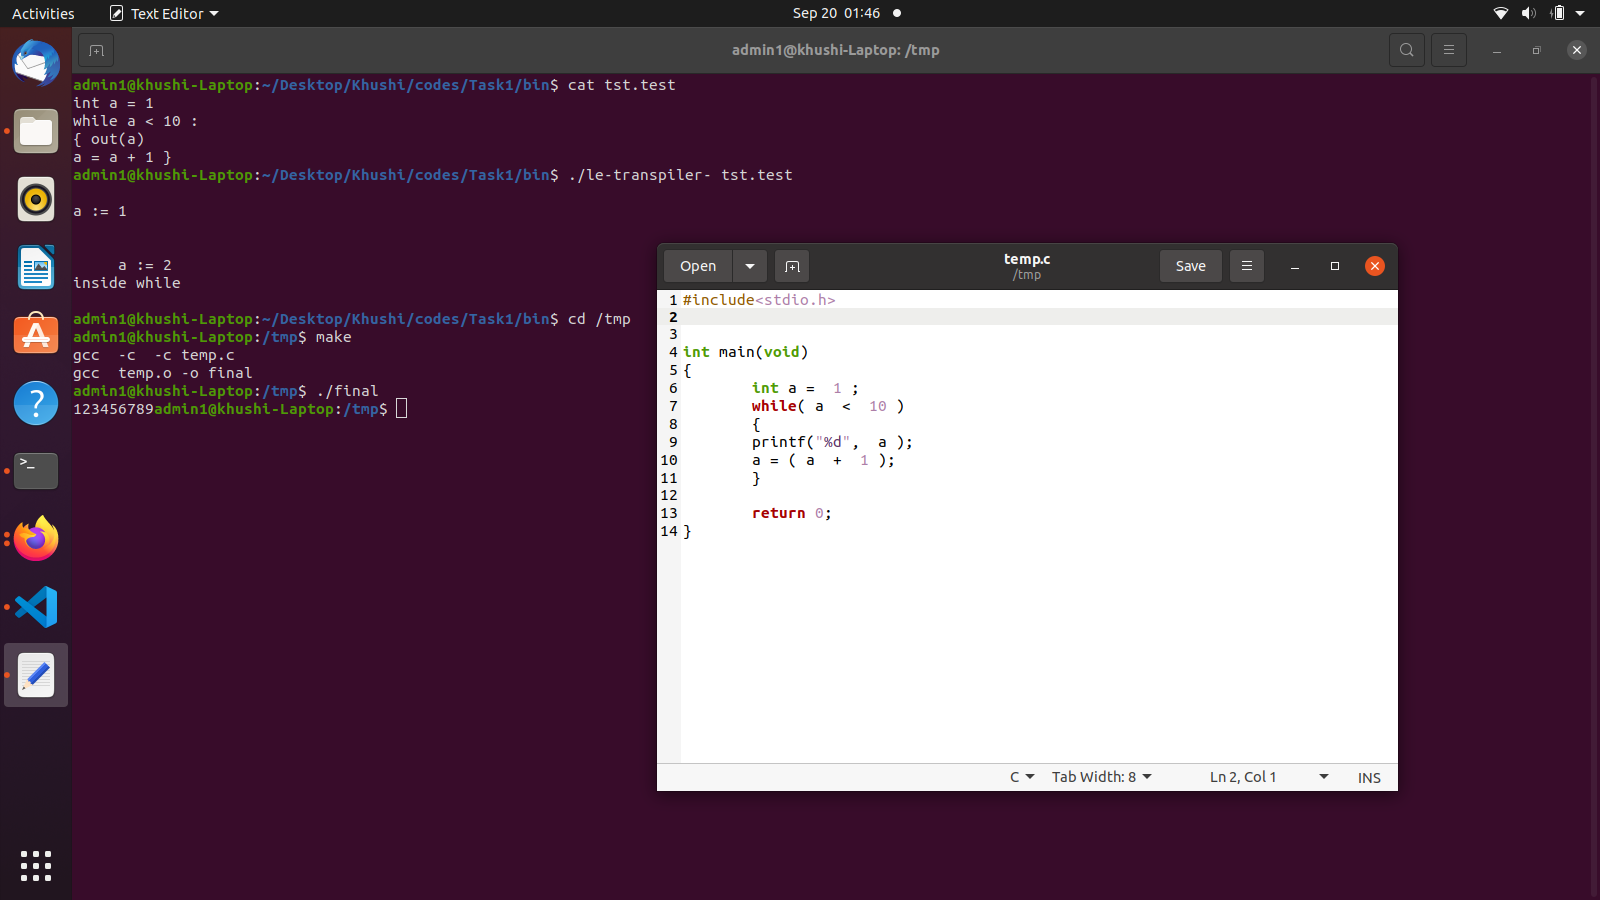 Activities
Text Editor
Sep 20 01:46
admin1@khushi-Laptop: /tmp
admin1@khushi-Laptop:~/Desktop/Khushi/codes/Task1/bin$ cat tst.test
int a = 1
while a < 10 :
{ out(a)
a = a + 1 }
admin1@khushi-Laptop:~/Desktop/Khushi/codes/Task1/bin$ ./le-transpiler- tst.test
a := 1
a := 2
inside while
admin1@khushi-Laptop:~/Desktop/Khushi/codes/Task1/bin$ cd /tmp
admin1@khushi-Laptop:/tmp$ make
gcc  -c  -c temp.c
gcc  temp.o -o final
admin1@khushi-Laptop:/tmp$ ./final
123456789admin1@khushi-Laptop:/tmp$
Open
temp.c
/tmp
Save
1 #include<stdio.h>
2
3
4 int main(void)
5 {
6 int a =  1 ;
7 while( a  <  10 )
8 {
9 printf("%d",  a );
10 a = ( a  +  1 );
11 }
12
13 return 0;
14 }
C
Tab Width: 8
Ln 2, Col 1
INS